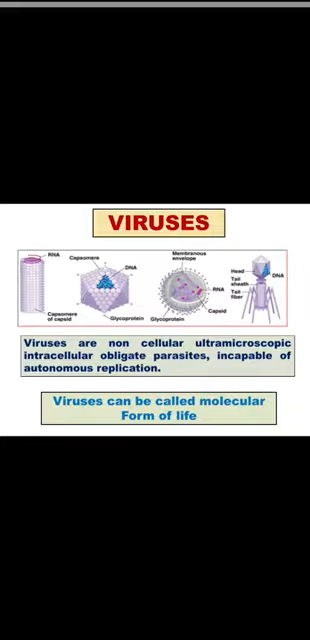 VIRUSES
RNA
Capsomere of capsid
Capsomere
DNA
Glycoprotein
Membranous envelope
RNA
Capsid
Glycoprotein
Head
DNA
Tail sheath
Tail fiber
Viruses are non cellular ultramicroscopic
intracellular obligate parasites, incapable of
autonomous replication.
Viruses can be called molecular
Form of life